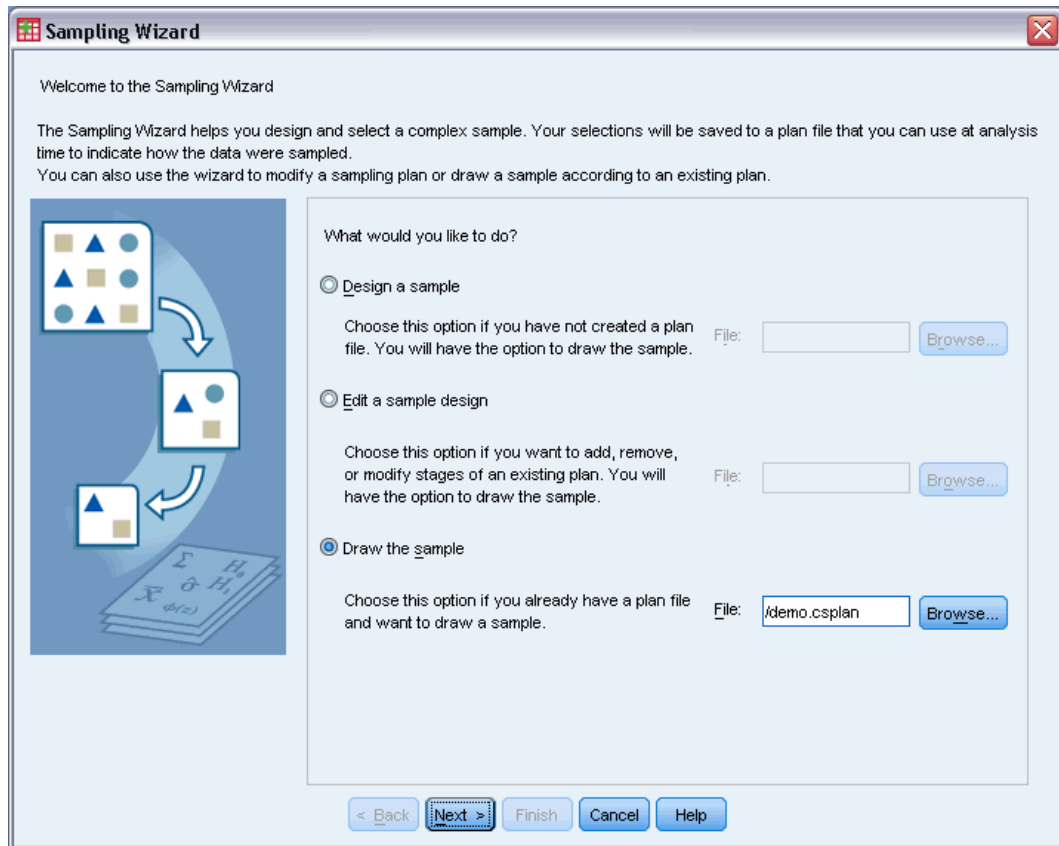 Sampling Wizard
Welcome to the Sampling Wizard
The Sampling Wizard helps you design and select a complex sample. Your selections will be saved to a plan file that you can use at analysis
time to indicate how the data were sampled.
You can also use the wizard to modify a sampling plan or draw a sample according to an existing plan.
What would you like to do?
Design a sample
Choose this option if you have not created a plan
file. You will have the option to draw the sample.
File:
Browse...
Edit a sample design
Choose this option if you want to add, remove,
or modify stages of an existing plan. You will
have the option to draw the sample.
File:
Browse...
Draw the sample
Choose this option if you already have a plan file
and want to draw a sample.
File:
/demo.csplan
Browse...
Σ H₀
X̅ σ̂ H₁
ϕ(z)
< Back
Next >
Finish
Cancel
Help